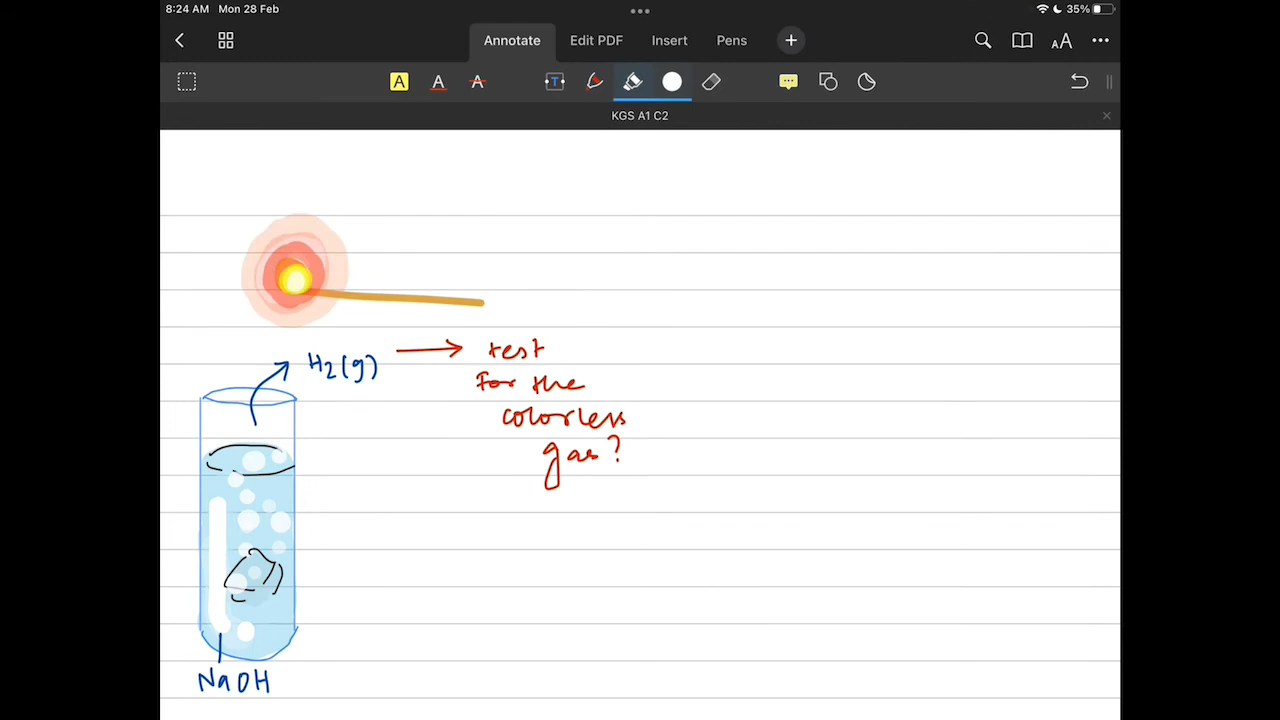 8:24 AM Mon 28 Feb
35%
Annotate Edit PDF Insert Pens
AA
A A A T
KGS A1 C2
H2(g)
test
for the
colorless
gas?
NaOH